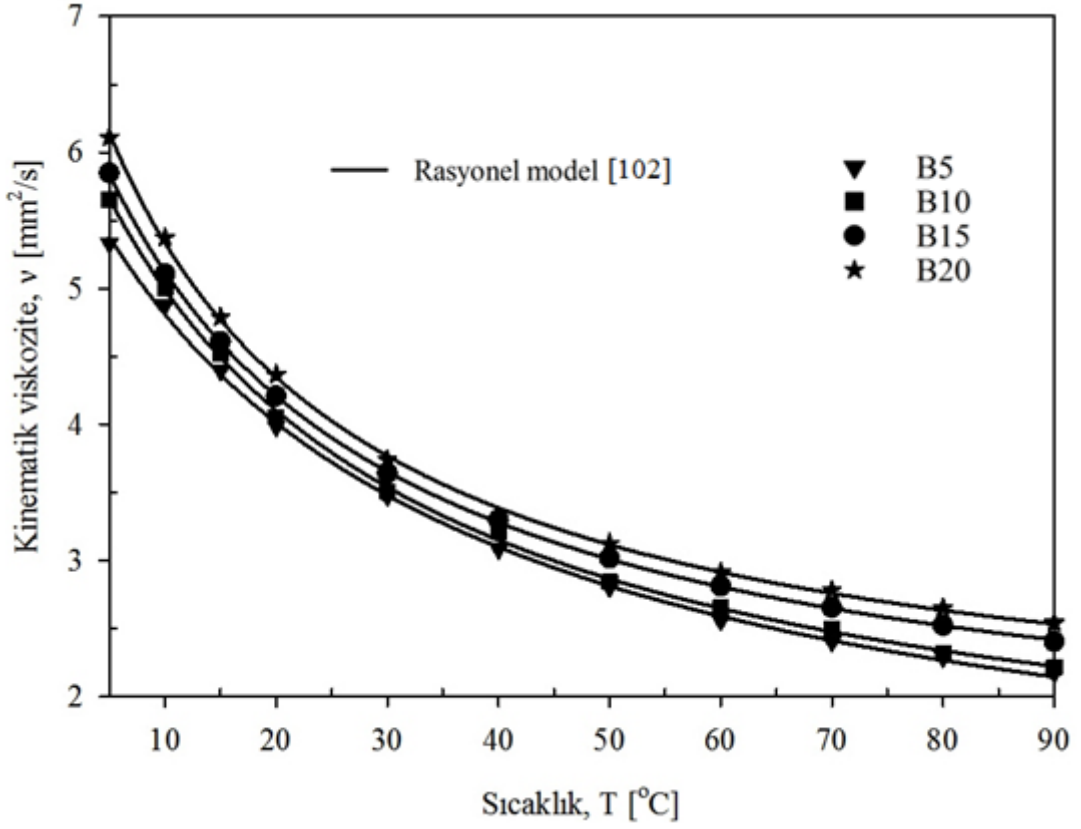 7
6
5
4
3
2
Kinematik viskozite, ν [mm²/s]
Rasyonel model [102]
B5
B10
B15
B20
10 20 30 40 50 60 70 80 90
Sıcaklık, T [°C]